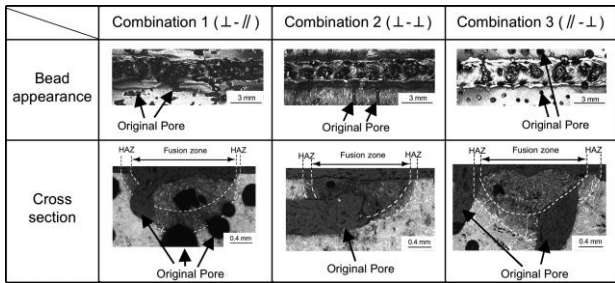 Combination 1 (⊥-//)
Combination 2 (⊥-⊥)
Combination 3 (//-⊥)
Bead
appearance
3 mm
Original Pore
3 mm
Original Pore
3 mm
Original Pore
Cross
section
HAZ
Fusion zone
HAZ
0.4 mm
Original Pore
HAZ
Fusion zone
HAZ
0.4 mm
Original Pore
HAZ
Fusion zone
HAZ
0.4 mm
Original Pore